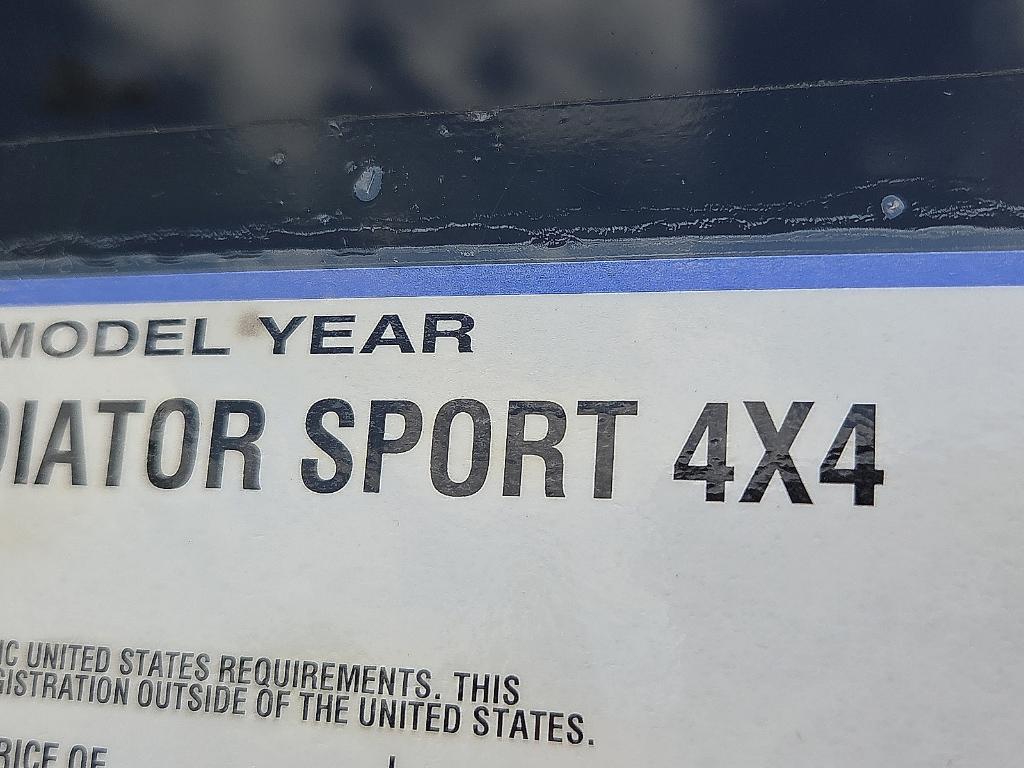 MODEL YEAR
DIATOR SPORT 4X4
IC UNITED STATES REQUIREMENTS. THIS
GISTRATION OUTSIDE OF THE UNITED STATES.
RICE OF